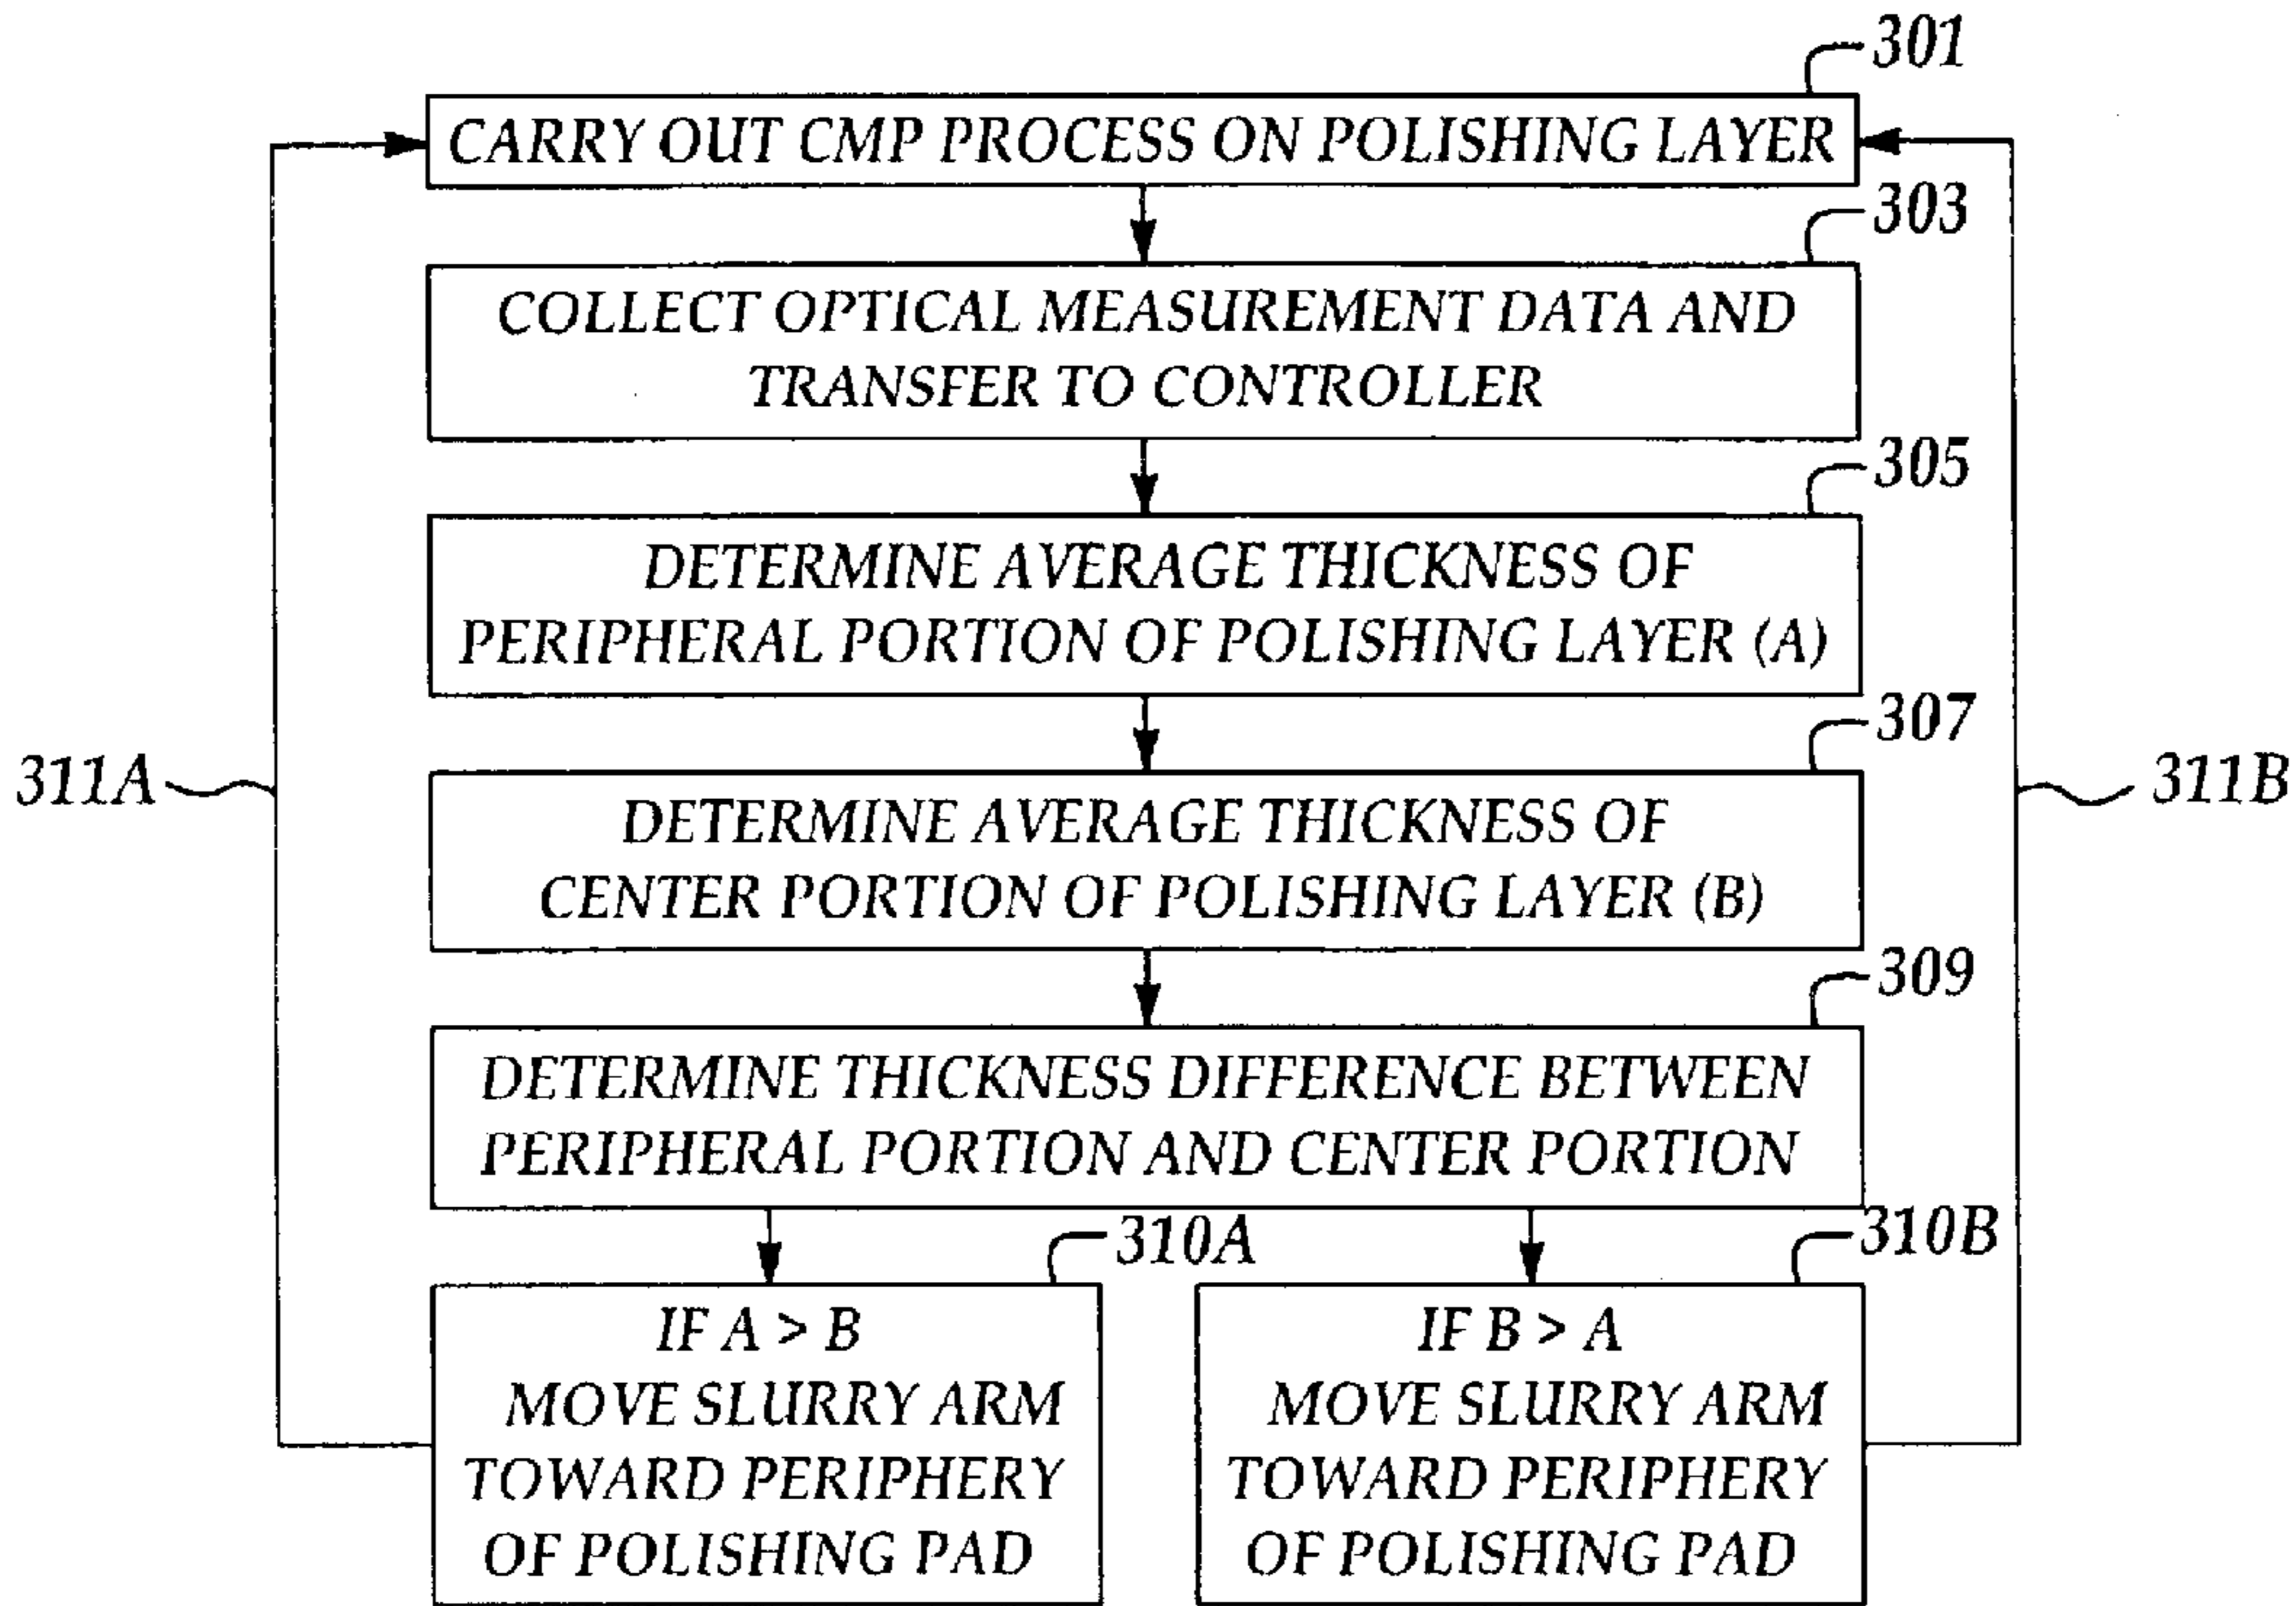 301
CARRY OUT CMP PROCESS ON POLISHING LAYER
303
COLLECT OPTICAL MEASUREMENT DATA AND
TRANSFER TO CONTROLLER
305
DETERMINE AVERAGE THICKNESS OF
PERIPHERAL PORTION OF POLISHING LAYER (A)
307
311A
311B
DETERMINE AVERAGE THICKNESS OF
CENTER PORTION OF POLISHING LAYER (B)
309
DETERMINE THICKNESS DIFFERENCE BETWEEN
PERIPHERAL PORTION AND CENTER PORTION
310A
IF A > B
MOVE SLURRY ARM
TOWARD PERIPHERY
OF POLISHING PAD
310B
IF B > A
MOVE SLURRY ARM
TOWARD PERIPHERY
OF POLISHING PAD